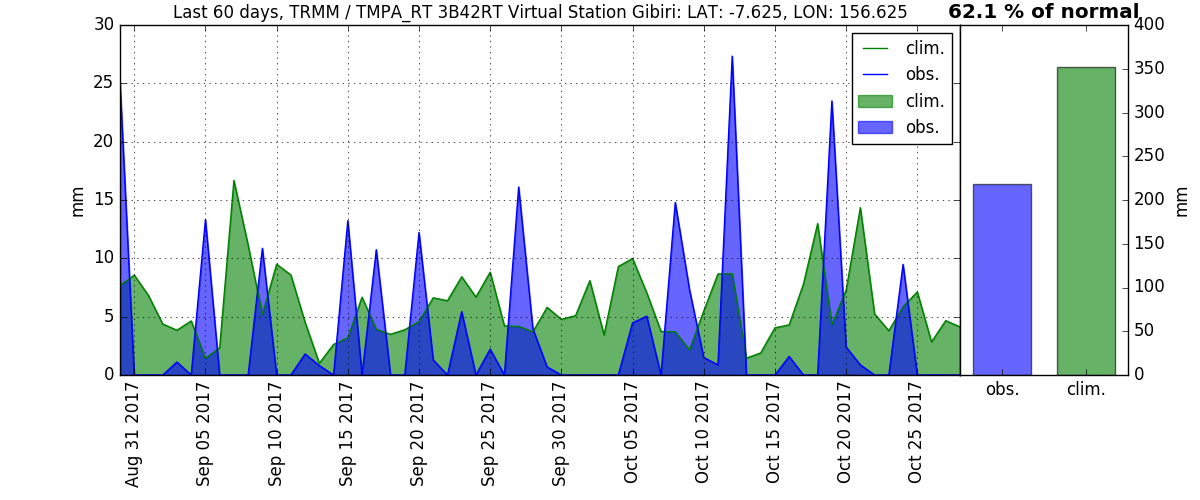 Last 60 days, TRMM / TMPA_RT 3B42RT Virtual Station Gibiri: LAT: -7.625, LON: 156.625
62.1 % of normal
30
25
20
15
10
5
0
mm
clim.
obs.
clim.
obs.
400
350
300
250
200
150
100
50
0
mm
Aug 31 2017
Sep 05 2017
Sep 10 2017
Sep 15 2017
Sep 20 2017
Sep 25 2017
Sep 30 2017
Oct 05 2017
Oct 10 2017
Oct 15 2017
Oct 20 2017
Oct 25 2017
obs.
clim.